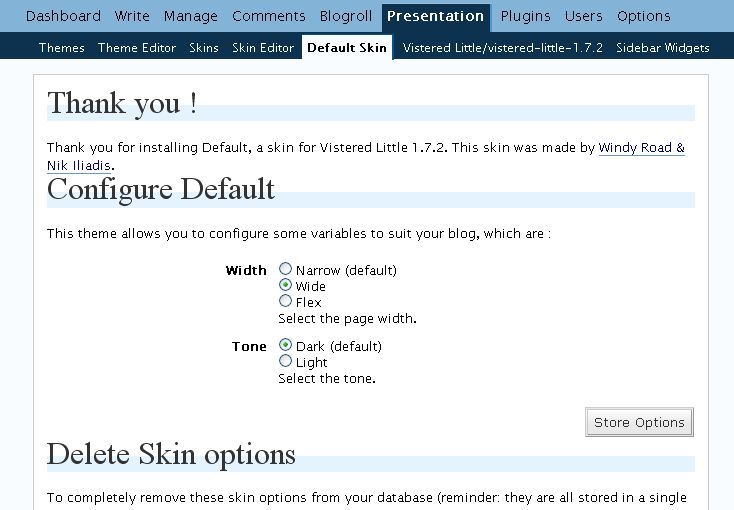 Dashboard Write Manage Comments Blogroll Presentation Plugins Users Options
Themes Theme Editor Skins Skin Editor Default Skin Vistered Little/vistered-little-1.7.2 Sidebar Widgets
Thank you !
Thank you for installing Default, a skin for Vistered Little 1.7.2. This skin was made by Windy Road &
Nik Iliadis.
Configure Default
This theme allows you to configure some variables to suit your blog, which are :
Width Narrow (default)
Wide
Flex
Select the page width.
Tone Dark (default)
Light
Select the tone.
Store Options
Delete Skin options
To completely remove these skin options from your database (reminder: they are all stored in a single